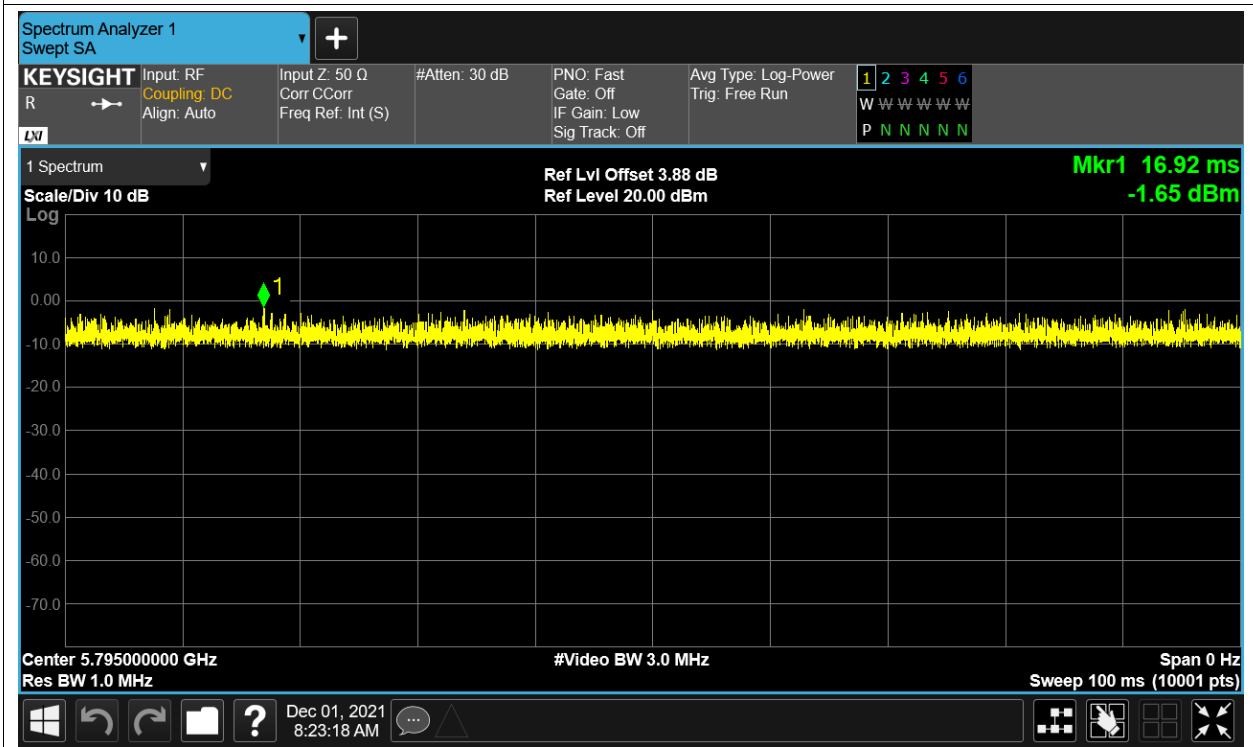 Spectrum Analyzer 1
Swept SA
KEYSIGHT
R
LXI
Input: RF
Coupling: DC
Align: Auto
Input Z: 50 Ω
Corr CCorr
Freq Ref: Int (S)
#Atten: 30 dB
PNO: Fast
Gate: Off
IF Gain: Low
Sig Track: Off
Avg Type: Log-Power
Trig: Free Run
1 2 3 4 5 6
W W W W W W
P N N N N N
1 Spectrum
Scale/Div 10 dB
Ref Lvl Offset 3.88 dB
Ref Level 20.00 dBm
Mkr1 16.92 ms
-1.65 dBm
Log
10.0
0.00
-10.0
-20.0
-30.0
-40.0
-50.0
-60.0
-70.0
1
Center 5.795000000 GHz
Res BW 1.0 MHz
#Video BW 3.0 MHz
Span 0 Hz
Sweep 100 ms (10001 pts)
?
Dec 01, 2021
8:23:18 AM